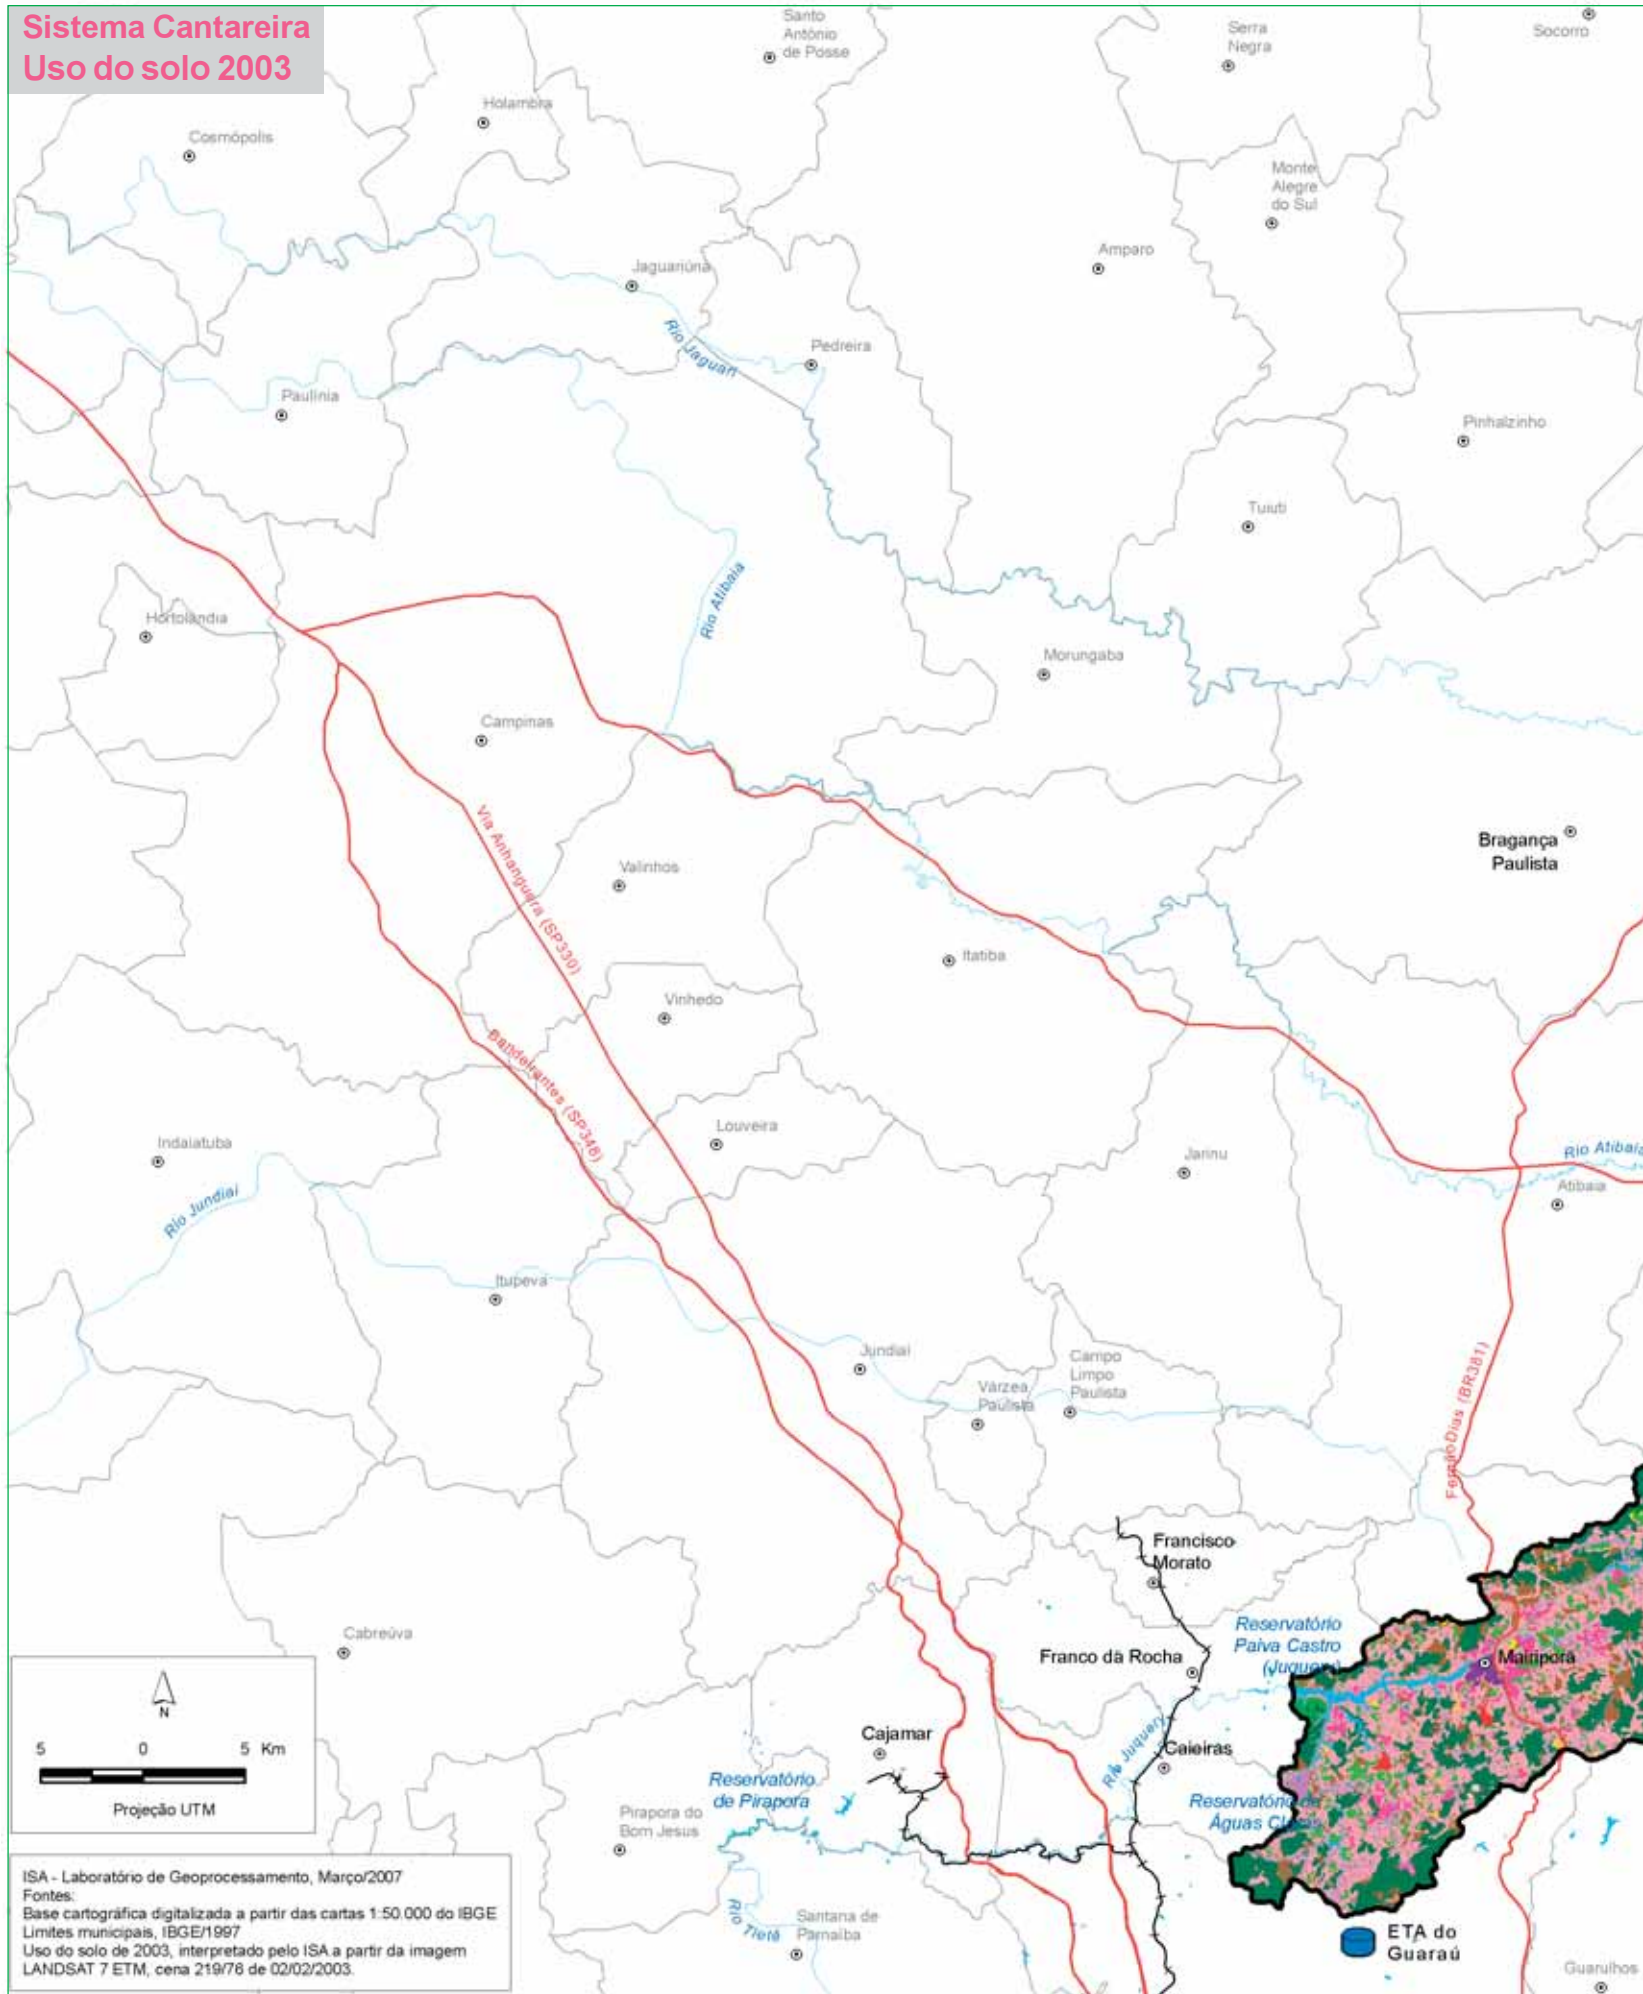 Sistema Cantareira
Uso do solo 2003
Santo
Antônio
de Posse
Serra
Negra
Socorro
Holambra
Cosmópolis
Monte
Alegre
do Sul
Amparo
Jaguariúna
Rio Jaguari
Pedreira
Paulínia
Pinhalzinho
Tuiuti
Rio Atibaia
Hortolândia
Morungaba
Campinas
Via Anhanguera (SP330)
Bragança
Paulista
Valinhos
Itatiba
Vinhedo
Bandeirantes (SP348)
Louveira
Indaiatuba
Jarinu
Rio Atibaia
Atibaia
Rio Jundiaí
Itupeva
Jundiaí
Campo
Limpo
Paulista
Várzea
Paulista
Fernão Dias (BR381)
Francisco
Morato
Cabreúva
Reservatório
Paiva Castro
(Juquery)
Franco da Rocha
Mairiporã
N
Cajamar
Rio Juquery
Caieiras
5 0 5 Km
Projeção UTM
Reservatório
de Pirapora
Reservatório de
Águas Claras
Pirapora do
Bom Jesus
ISA - Laboratório de Geoprocessamento, Março/2007
Fontes:
Base cartográfica digitalizada a partir das cartas 1:50.000 do IBGE
Limites municipais, IBGE/1997
Uso do solo de 2003, interpretado pelo ISA a partir da imagem
LANDSAT 7 ETM, cena 219/76 de 02/02/2003.
Rio Tietê
Santana de
Parnaíba
ETA do
Guaraú
Guarulhos